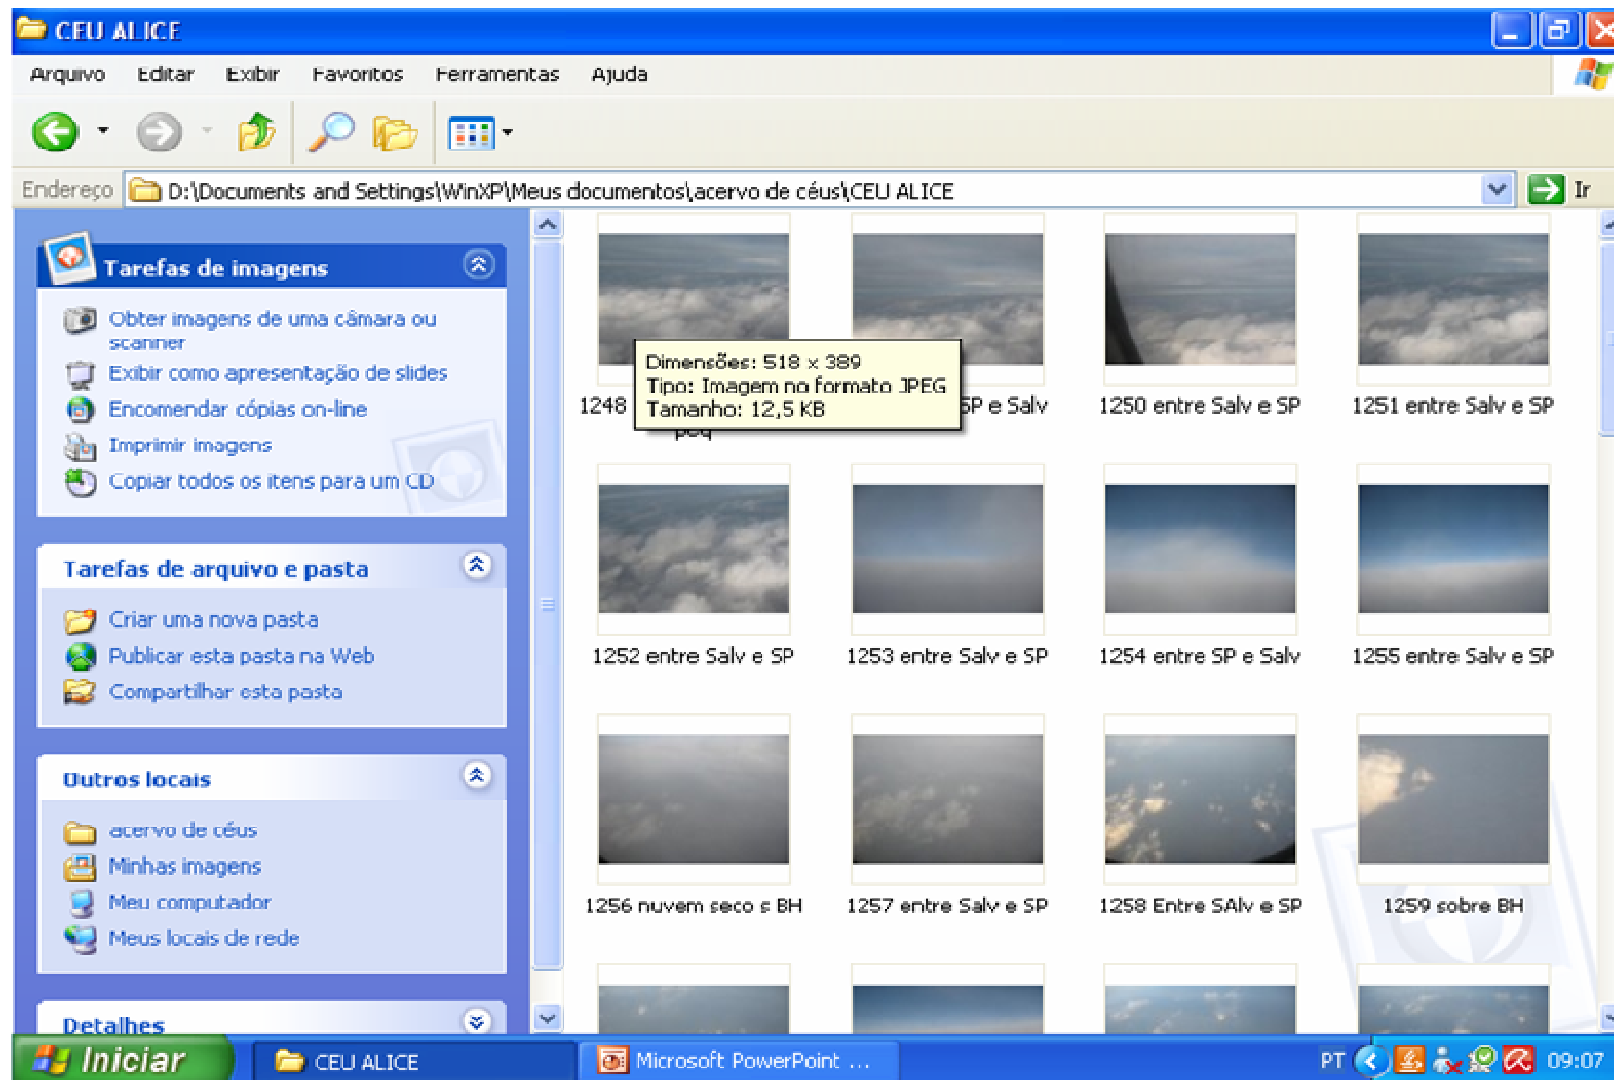 CEU ALICE
Arquivo Editar Exibir Favoritos Ferramentas Ajuda
Endereço D:\Documents and Settings\WinXP\Meus documentos\acervo de céus\CEU ALICE Ir
Tarefas de imagens
Obter imagens de uma câmara ou
scanner
Exibir como apresentação de slides
Encomendar cópias on-line
Imprimir imagens
Copiar todos os itens para um CD
Tarefas de arquivo e pasta
Criar uma nova pasta
Publicar esta pasta na Web
Compartilhar esta pasta
Outros locais
acervo de céus
Minhas imagens
Meu computador
Meus locais de rede
Detalhes
Dimensões: 518 x 389
Tipo: Imagem no formato JPEG
Tamanho: 12,5 KB
1248
SP e Salv
1250 entre Salv e SP
1251 entre Salv e SP
1252 entre Salv e SP
1253 entre Salv e SP
1254 entre SP e Salv
1255 entre Salv e SP
1256 nuvem seco s BH
1257 entre Salv e SP
1258 Entre SAlv e SP
1259 sobre BH
Iniciar
CEU ALICE
Microsoft PowerPoint ...
PT
09:07